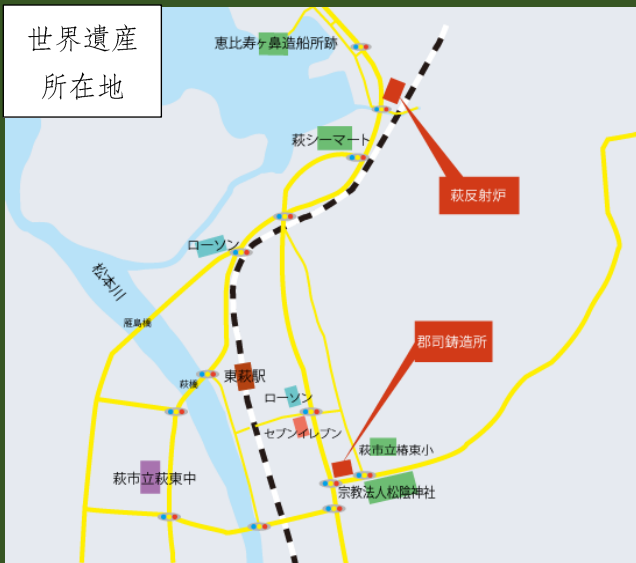 世界遺産
所在地
恵比寿ヶ鼻造船所跡
萩シーマート
萩反射炉
ローソン
松本川
雁島橋
郡司鋳造所
萩橋
東萩駅
ローソン
セブンイレブン
萩市立椿東小
萩市立萩東中
宗教法人松陰神社